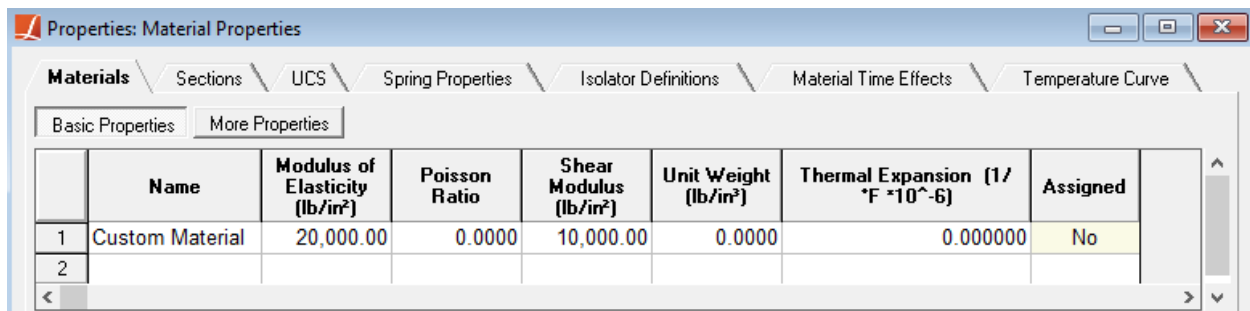 Properties: Material Properties
Materials Sections UCS Spring Properties Isolator Definitions Material Time Effects Temperature Curve
Basic Properties More Properties
Name Modulus of Elasticity (lb/in²) Poisson Ratio Shear Modulus (lb/in²) Unit Weight (lb/in³) Thermal Expansion (1/°F *10^-6) Assigned
1 Custom Material 20,000.00 0.0000 10,000.00 0.0000 0.000000 No
2